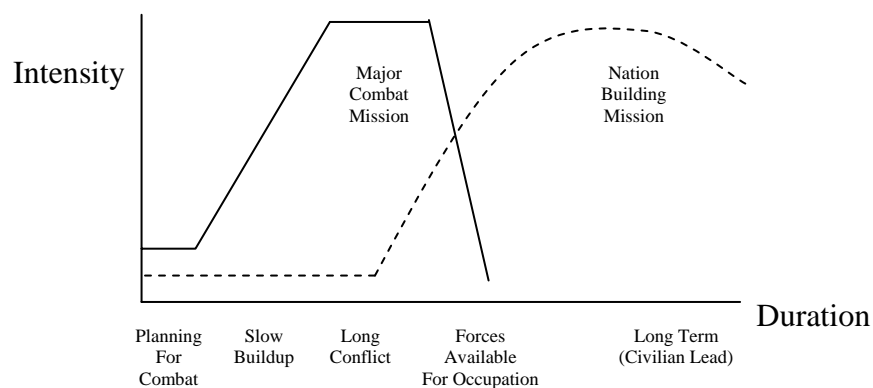 Intensity
Major
Combat
Mission
Nation
Building
Mission
Duration
Planning
For
Combat
Slow
Buildup
Long
Conflict
Forces
Available
For Occupation
Long Term
(Civilian Lead)